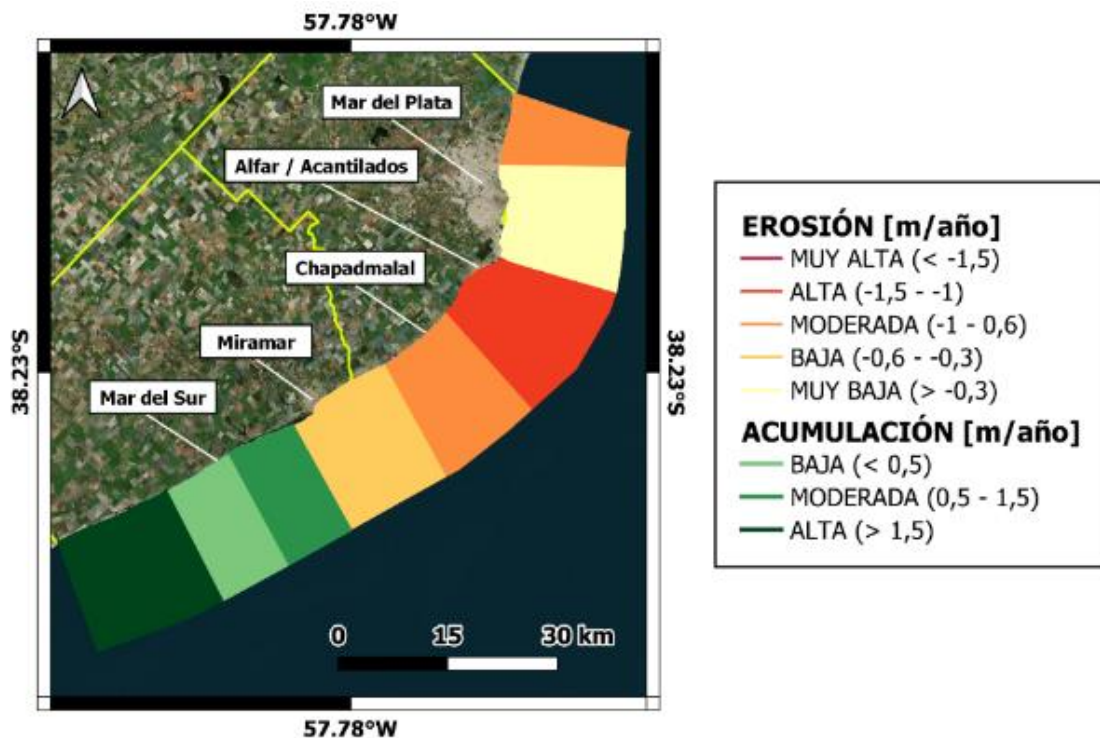 57.78°W
Mar del Plata
Alfar / Acantilados
Chapadmalal
Miramar
Mar del Sur
38.23°S
38.23°S
0 15 30 km
57.78°W
EROSIÓN [m/año]
MUY ALTA (< -1,5)
ALTA (-1,5 - -1)
MODERADA (-1 - 0,6)
BAJA (-0,6 - -0,3)
MUY BAJA (> -0,3)
ACUMULACIÓN [m/año]
BAJA (< 0,5)
MODERADA (0,5 - 1,5)
ALTA (> 1,5)